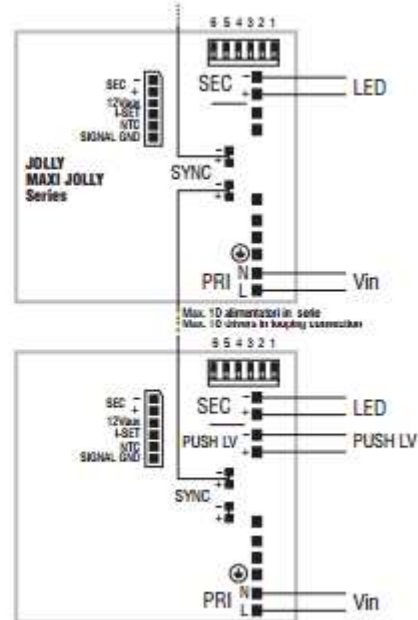 6 5 4 3 2 1
SEC -
+
12Vaux
I-SET
NTC
SIGNAL GND
SEC -
+
LED
JOLLY
MAXI JOLLY
Series
SYNC
-
+
-
+
PRI
N
L
Vin
Max. 10 alimentatori in serie
Max. 10 drivers in looping connection
6 5 4 3 2 1
SEC -
+
12Vaux
I-SET
NTC
SIGNAL GND
SEC -
+
LED
PUSH LV -
+
PUSH LV
SYNC
-
+
-
+
PRI
N
L
Vin